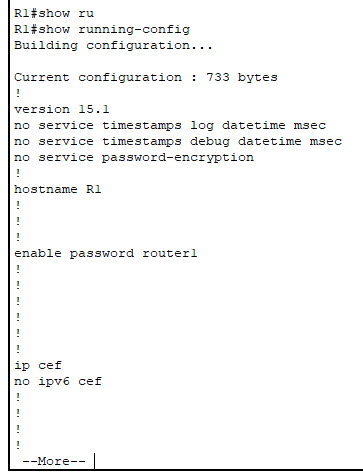 R1#show ru
R1#show running-config
Building configuration...
Current configuration : 733 bytes
!
version 15.1
no service timestamps log datetime msec
no service timestamps debug datetime msec
no service password-encryption
!
hostname R1
!
!
!
enable password router1
!
!
!
!
!
!
ip cef
no ipv6 cef
!
!
!
!
--More--